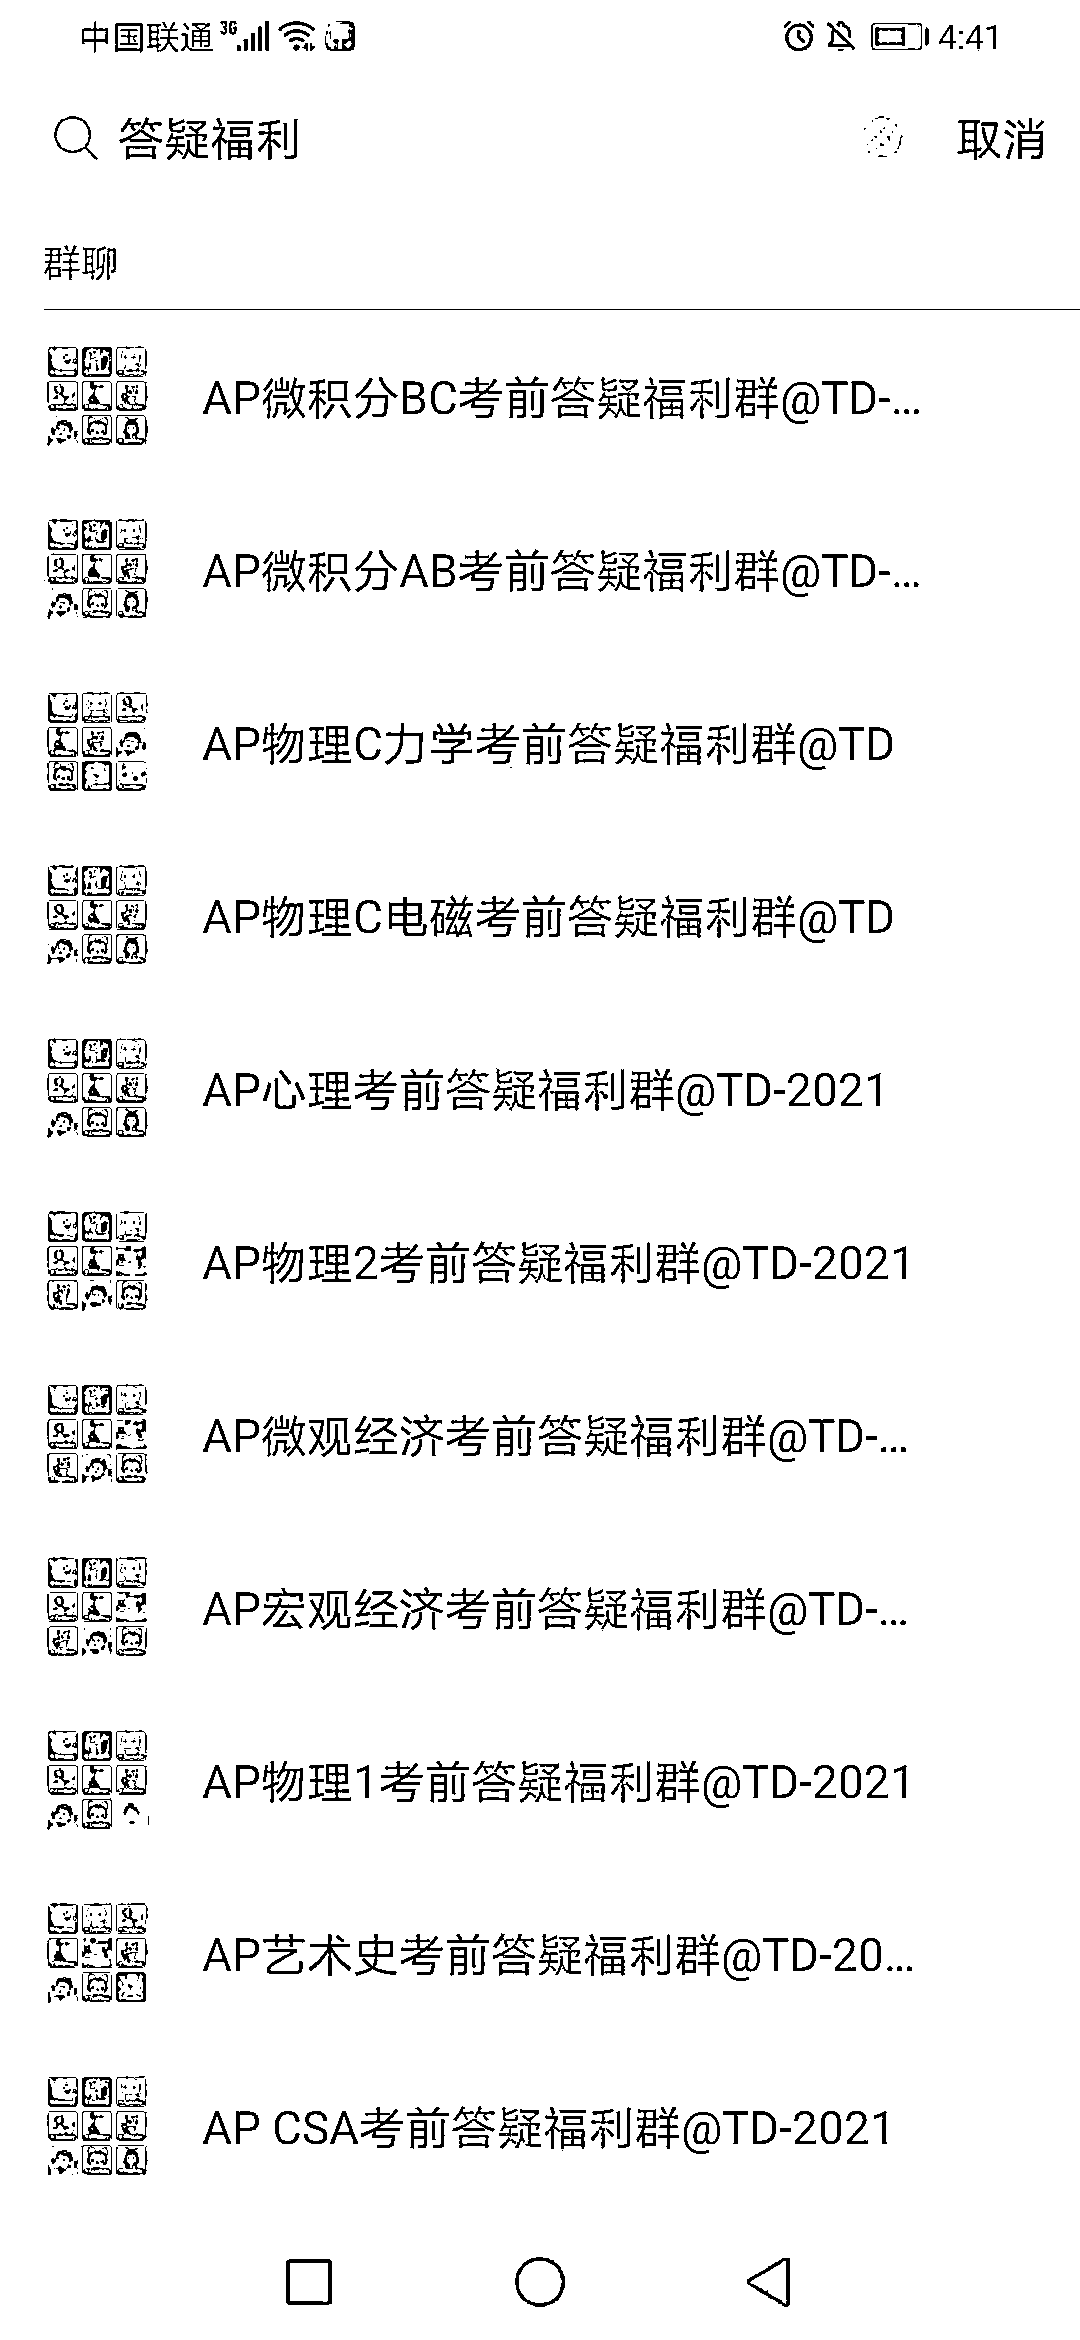 中国联通 3G 4:41
答疑福利 取消
群聊
AP微积分BC考前答疑福利群@TD-...
AP微积分AB考前答疑福利群@TD-...
AP物理C力学考前答疑福利群@TD
AP物理C电磁考前答疑福利群@TD
AP心理考前答疑福利群@TD-2021
AP物理2考前答疑福利群@TD-2021
AP微观经济考前答疑福利群@TD-...
AP宏观经济考前答疑福利群@TD-...
AP物理1考前答疑福利群@TD-2021
AP艺术史考前答疑福利群@TD-20...
AP CSA考前答疑福利群@TD-2021